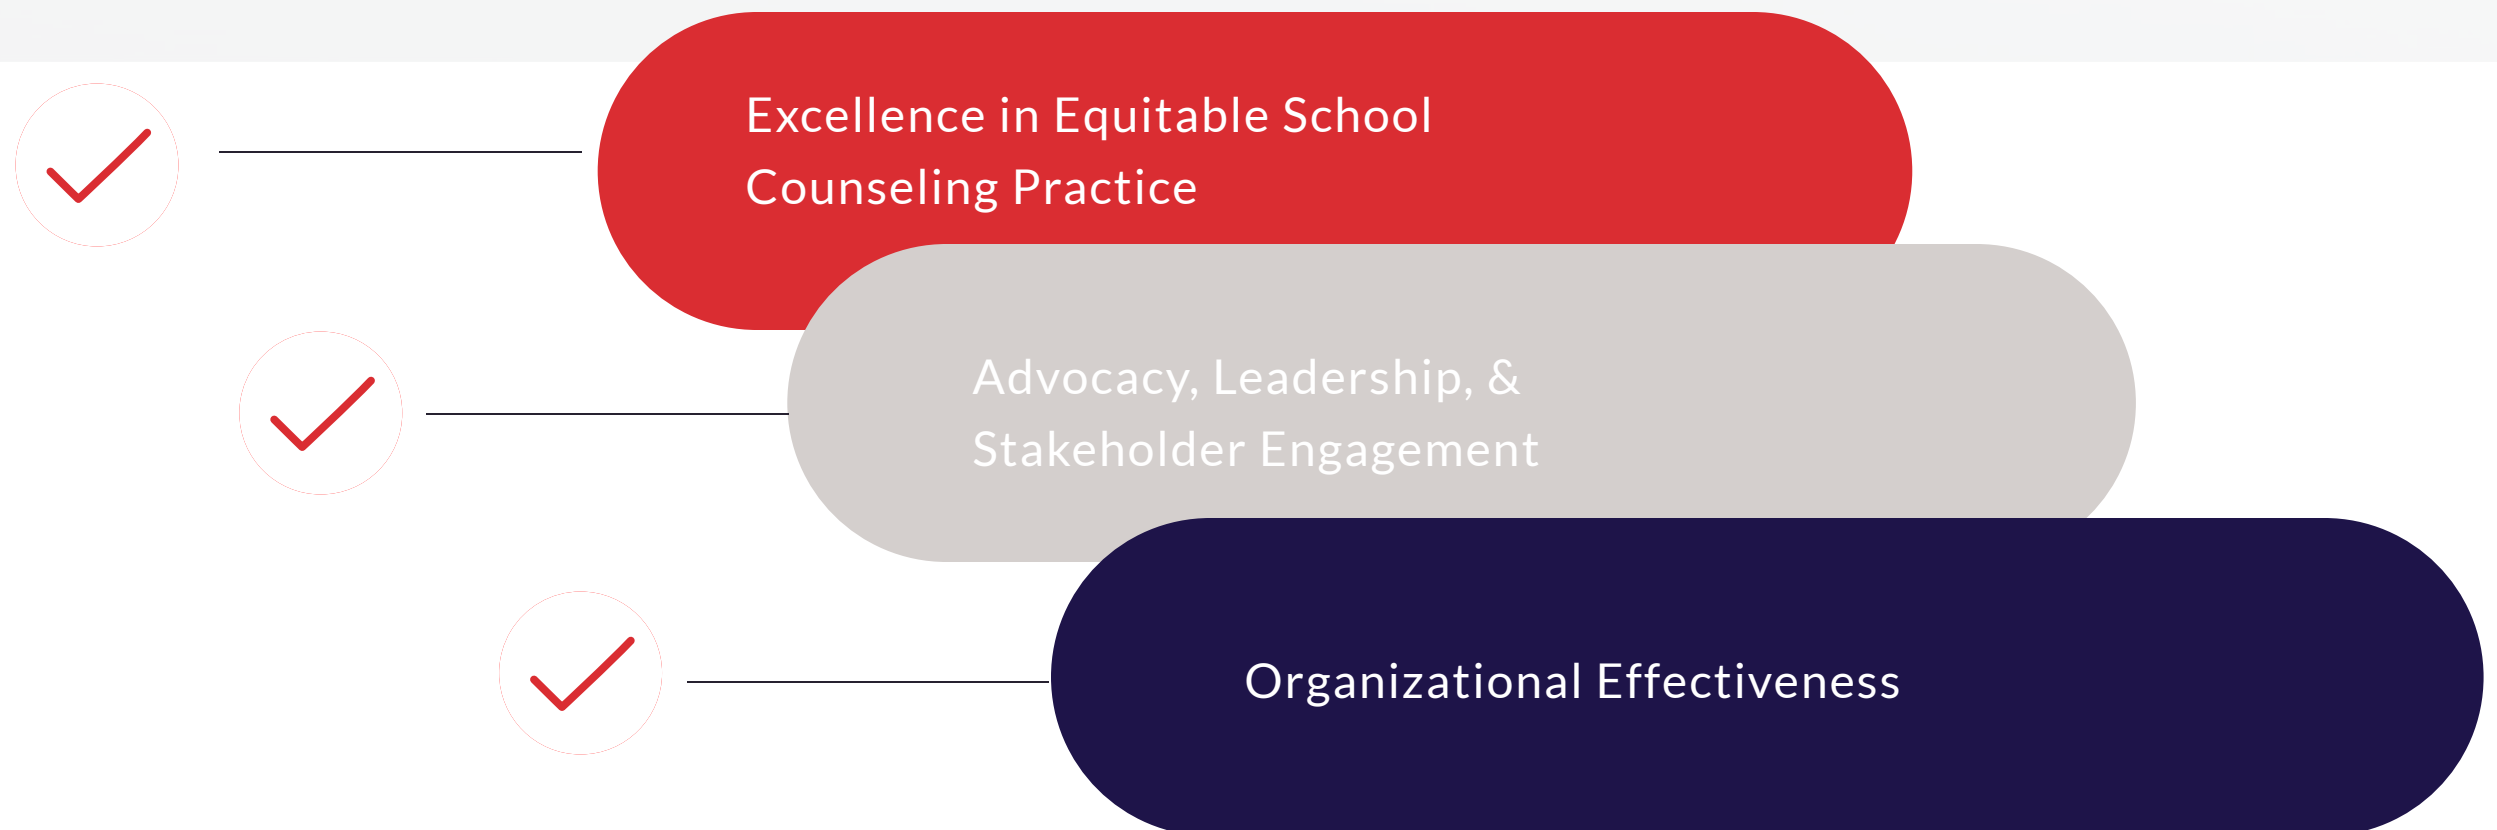 Excellence in Equitable School
Counseling Practice
Advocacy, Leadership, &
Stakeholder Engagement
Organizational Effectiveness